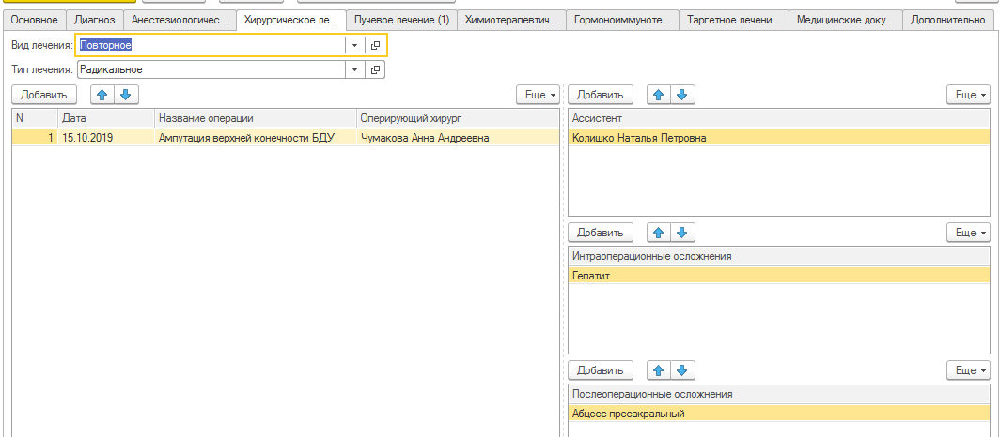 Основное Диагноз Анестезиологичес... Хирургическое ле... Лучевое лечение (1) Химиотерапевтич... Гормоноиммуноте... Таргетное лечени... Медицинские доку... Дополнительно
Вид лечения: Повторное
Тип лечения: Радикальное
Добавить Еще
N Дата Название операции Оперирующий хирург
1 15.10.2019 Ампутация верхней конечности БДУ Чумакова Анна Андреевна
Добавить Еще
Ассистент
Колишко Наталья Петровна
Добавить Еще
Интраоперационные осложнения
Гепатит
Добавить Еще
Послеоперационные осложнения
Абцесс пресакральный